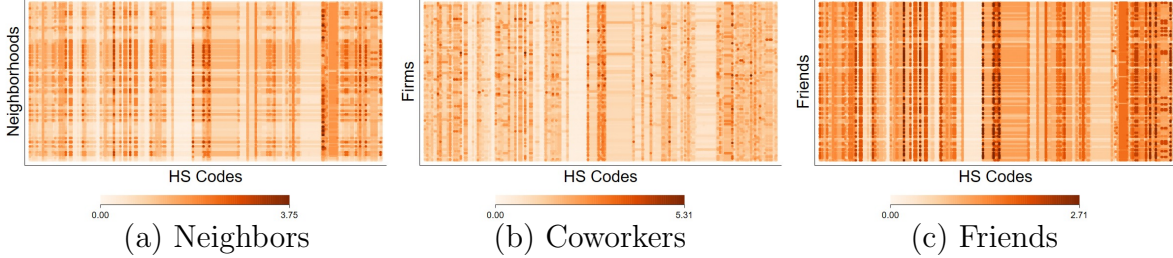 Neighborhoods
HS Codes
0.00 3.75
(a) Neighbors
Firms
HS Codes
0.00 5.31
(b) Coworkers
Friends
HS Codes
0.00 2.71
(c) Friends